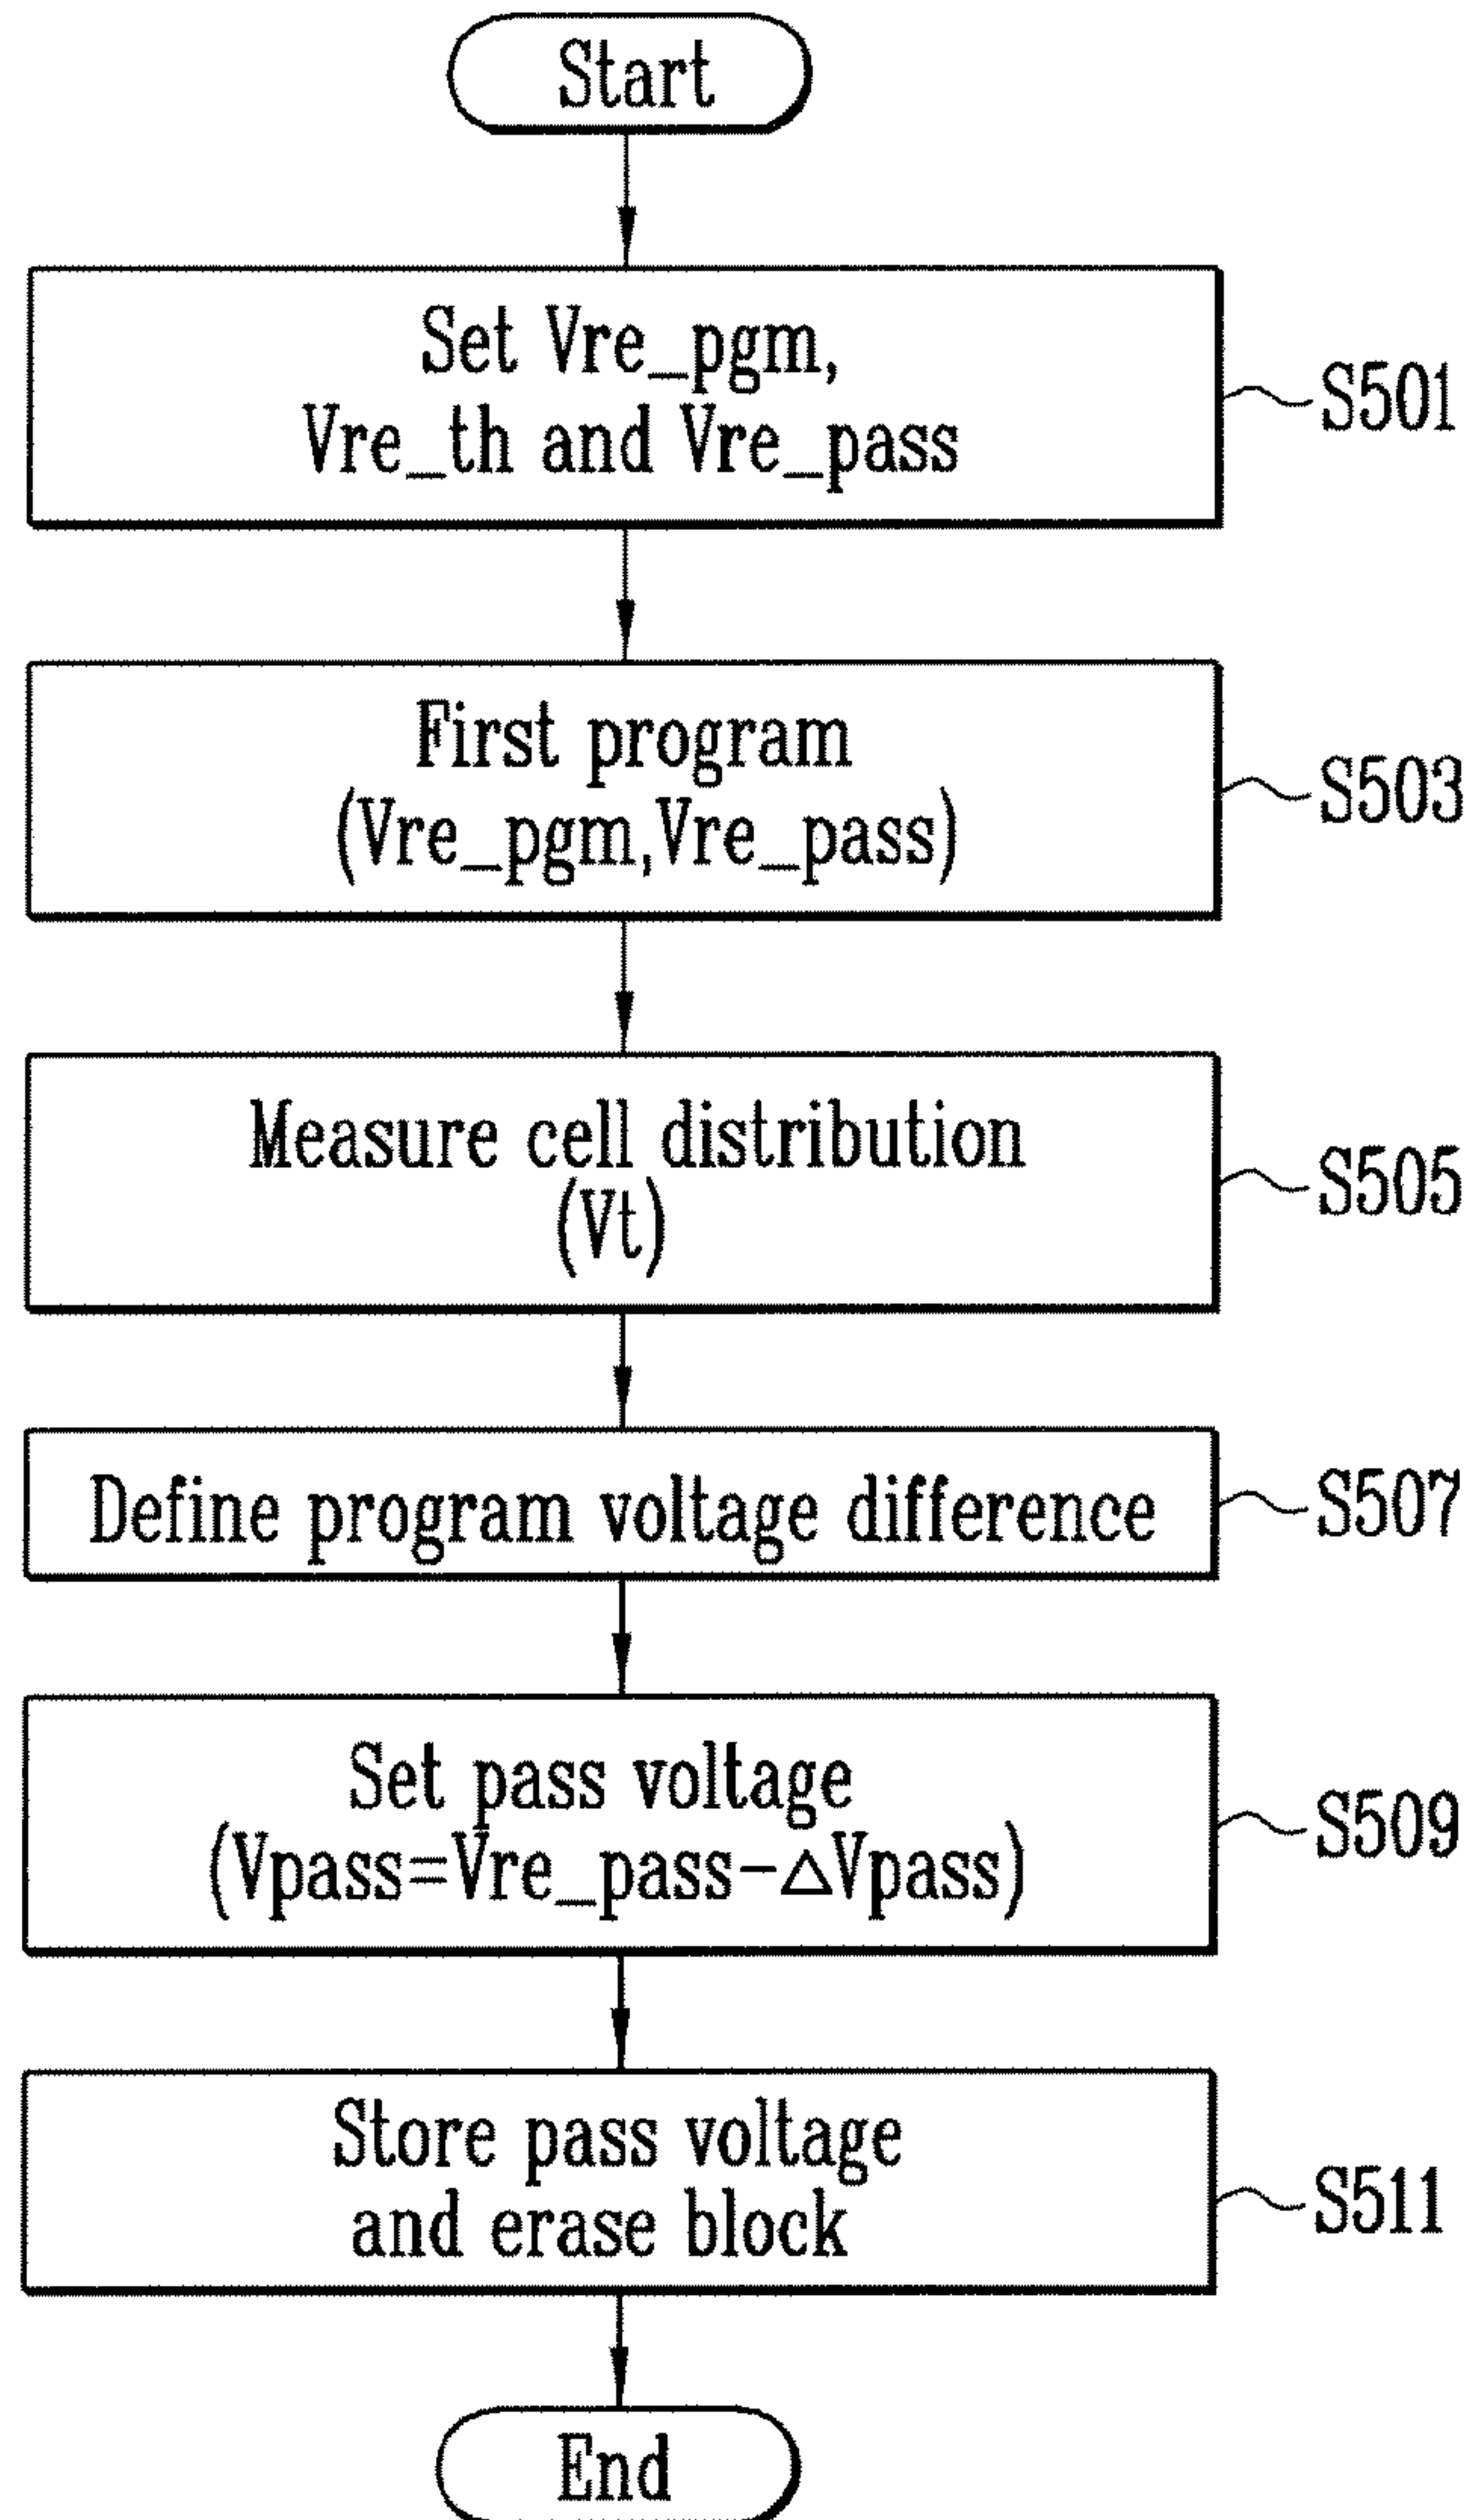 Start
Set Vre_pgm,
Vre_th and Vre_pass
S501
First program
(Vre_pgm,Vre_pass)
S503
Measure cell distribution
(Vt)
S505
Define program voltage difference
S507
Set pass voltage
(Vpass=Vre_pass-△Vpass)
S509
Store pass voltage
and erase block
S511
End